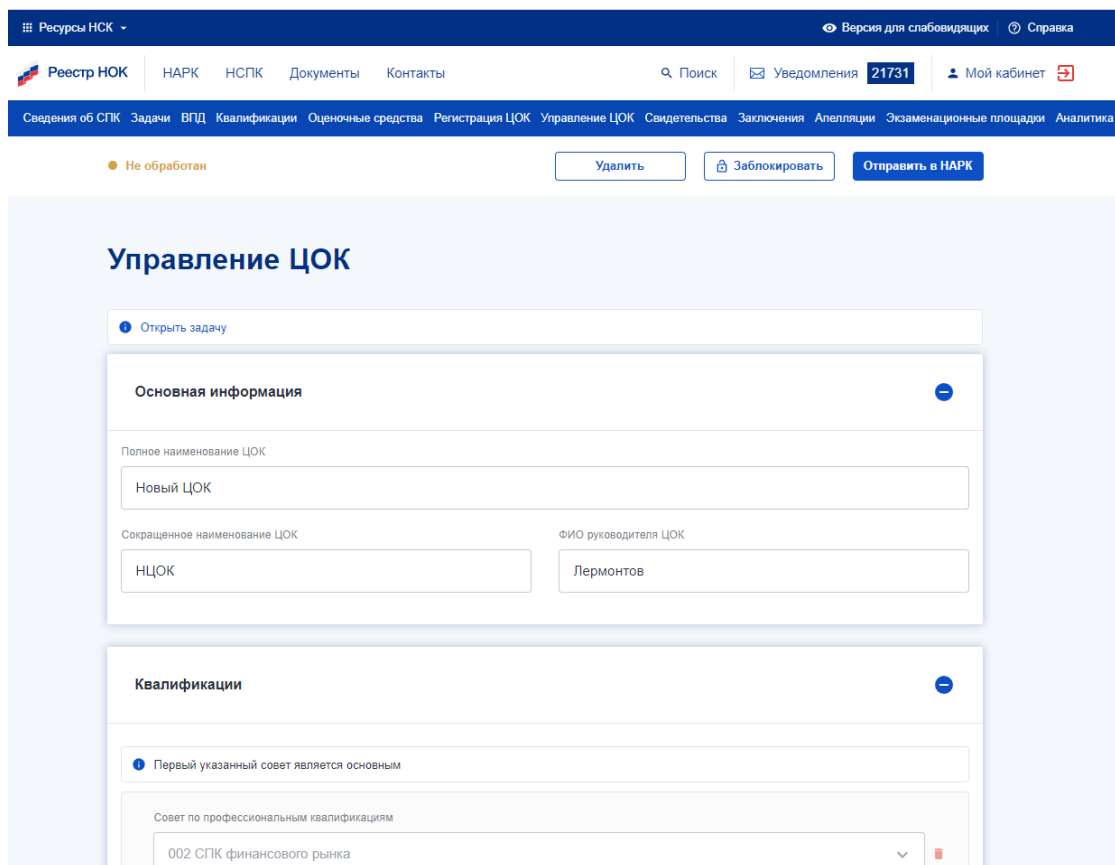 Ресурсы НСК
Версия для слабовидящих
Справка
Реестр НОК
НАРК
НСПК
Документы
Контакты
Поиск
Уведомления 21731
Мой кабинет
Сведения об СПК Задачи ВПД Квалификации Оценочные средства Регистрация ЦОК Управление ЦОК Свидетельства Заключения Апелляции Экзаменационные площадки Аналитика
Не обработан
Удалить
Заблокировать
Отправить в НАРК
Управление ЦОК
Открыть задачу
Основная информация
Полное наименование ЦОК
Новый ЦОК
Сокращенное наименование ЦОК
ФИО руководителя ЦОК
НЦОК
Лермонтов
Квалификации
Первый указанный совет является основным
Совет по профессиональным квалификациям
002 СПК финансового рынка